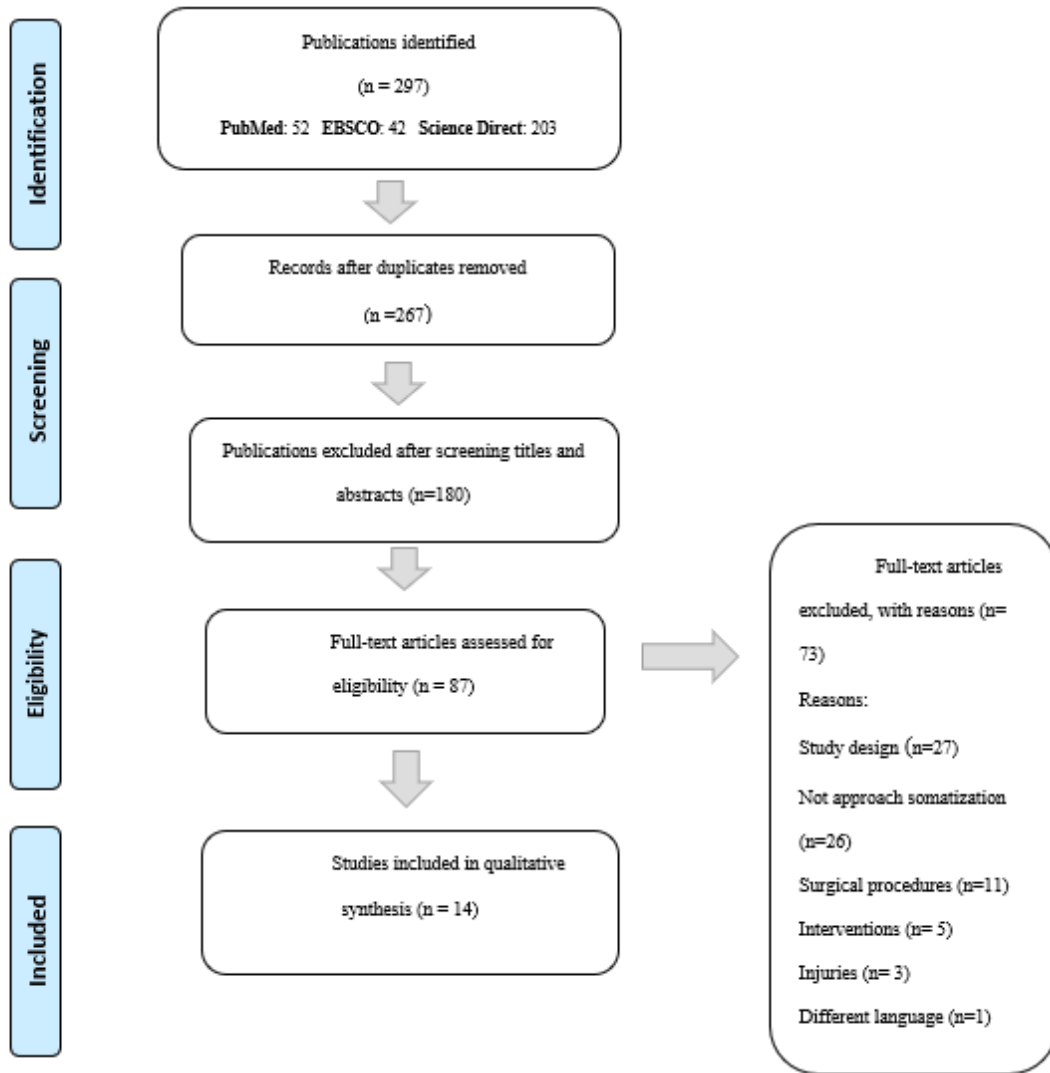 Identification
Publications identified
(n = 297)
PubMed: 52 EBSCO: 42 Science Direct: 203
Screening
Records after duplicates removed
(n =267)
Publications excluded after screening titles and
abstracts (n=180)
Eligibility
Full-text articles assessed for
eligibility (n = 87)
Full-text articles
excluded, with reasons (n=
73)
Reasons:
Study design (n=27)
Not approach somatization
(n=26)
Surgical procedures (n=11)
Interventions (n= 5)
Injuries (n= 3)
Different language (n=1)
Included
Studies included in qualitative
synthesis (n = 14)